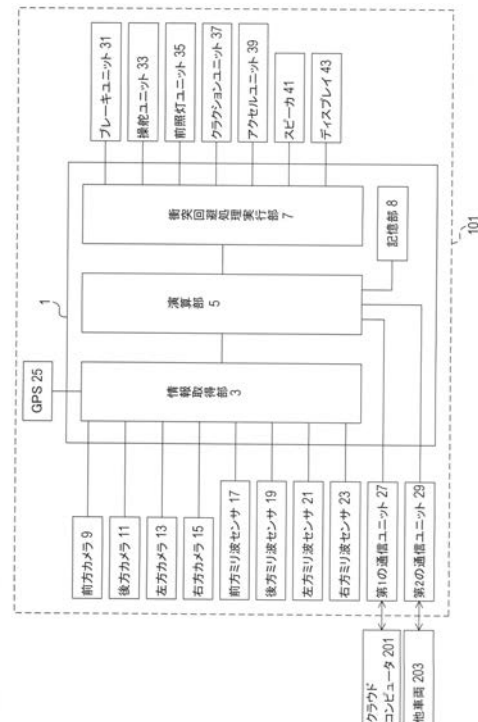 GPS 25
1
101
前方カメラ 9
後方カメラ 11
左方カメラ 13
右方カメラ 15
前方ミリ波センサ 17
後方ミリ波センサ 19
左方ミリ波センサ 21
右方ミリ波センサ 23
第1の通信ユニット 27
第2の通信ユニット 29
クラウド
コンピュータ 201
他車両 203
情報取得部
3
演算部
5
衝突回避処理実行部
7
記憶部 8
ブレーキユニット 31
操舵ユニット 33
前照灯ユニット 35
クラクションユニット 37
アクセルユニット 39
スピーカ 41
ディスプレイ 43